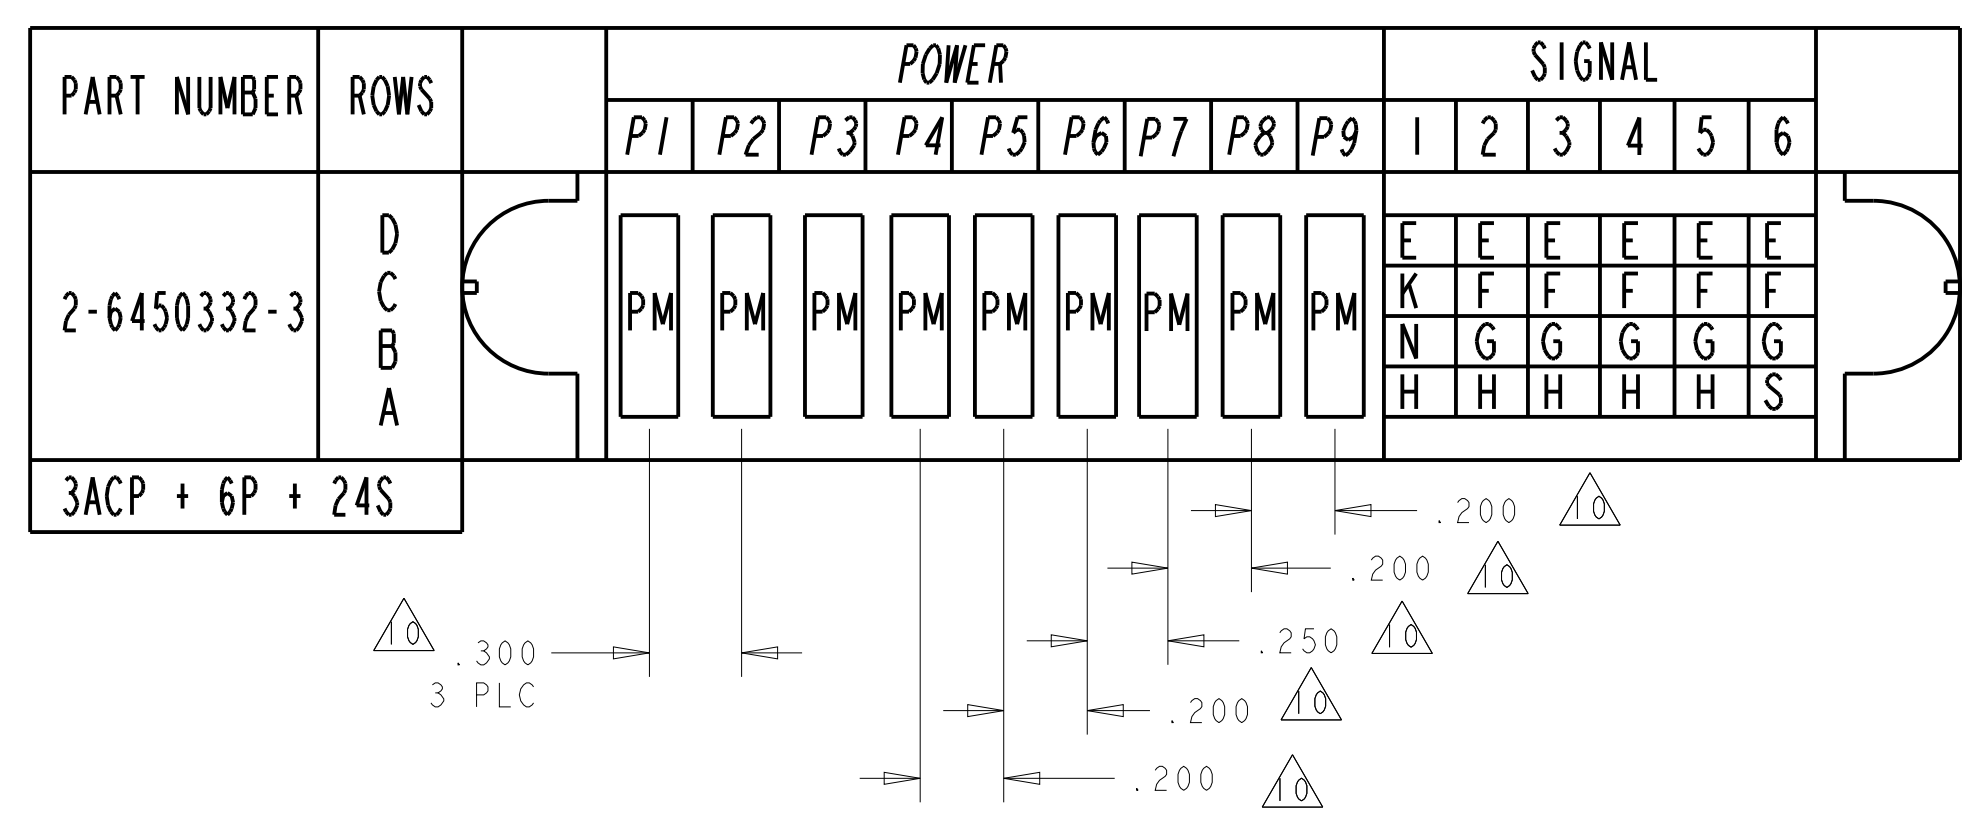 PART NUMBER ROWS POWER SIGNAL
P1 P2 P3 P4 P5 P6 P7 P8 P9 1 2 3 4 5 6
D E E E E E E
C K F F F F F
2-6450332-3 PM PM PM PM PM PM PM PM PM
B N G G G G G
A H H H H H S
3ACP + 6P + 24S
.200 10
.200 10
.250 10
10 .300
3 PLC
.200 10
.200 10